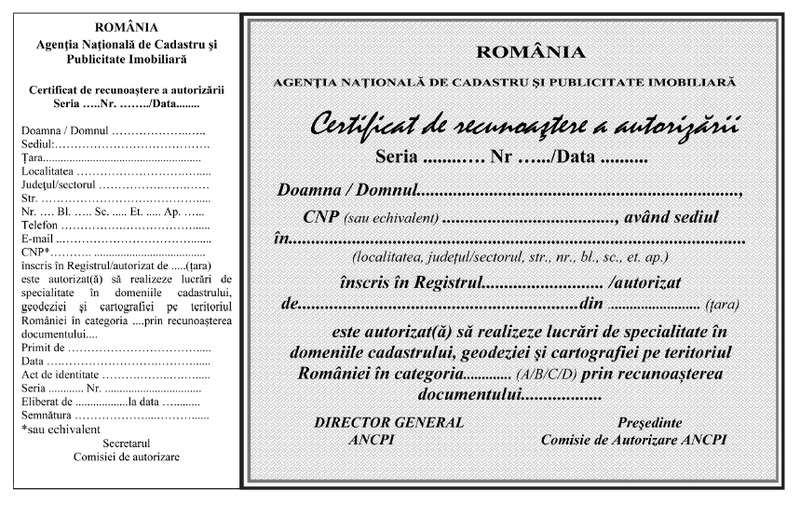 ROMÂNIA
Agenția Națională de Cadastru și
Publicitate Imobiliară
Certificat de recunoaștere a autorizării
Seria …..Nr. ……../Data........
Doamna / Domnul ……………….…….
Sediul:………………………………….
Țara.....................................................
Localitatea …………………………......
Județul/sectorul ……………………….
Str. …………………………………......
Nr. …. Bl. ….. Sc. ..... Et. ..... Ap. …...
Telefon ……………………………......
E-mail ...……………………………......
CNP*……….. ……………………………
înscris în Registrul/autorizat de .....(țara)
este autorizat(ă) să realizeze lucrări de
specialitate în domeniile cadastrului,
geodeziei și cartografiei pe teritoriul
României în categoria ....prin recunoașterea
documentului....
Primit de ……………………………......
Data ….……………………………......
Act de identitate ……………………......
Seria ............ Nr. ................................
Eliberat de ..................la data ….........
Semnătura …………………...………......
*sau echivalent
Secretarul
Comisiei de autorizare
ROMÂNIA
AGENȚIA NAȚIONALĂ DE CADASTRU ȘI PUBLICITATE IMOBILIARĂ
Certificat de recunoaștere a autorizării
Seria ........…. Nr …../Data ..........
Doamna / Domnul..................................................................,
CNP (sau echivalent) ...................................., având sediul
în...............................................................................................
(localitatea, județul/sectorul, str., nr., bl., sc., et. ap.)
înscris în Registrul.......................... /autorizat
de...........................................................din .......................... (țara)
este autorizat(ă) să realizeze lucrări de specialitate în
domeniile cadastrului, geodeziei și cartografiei pe teritoriul
României în categoria............. (A/B/C/D) prin recunoașterea
documentului..................
DIRECTOR GENERAL
ANCPI
Președinte
Comisie de Autorizare ANCPI